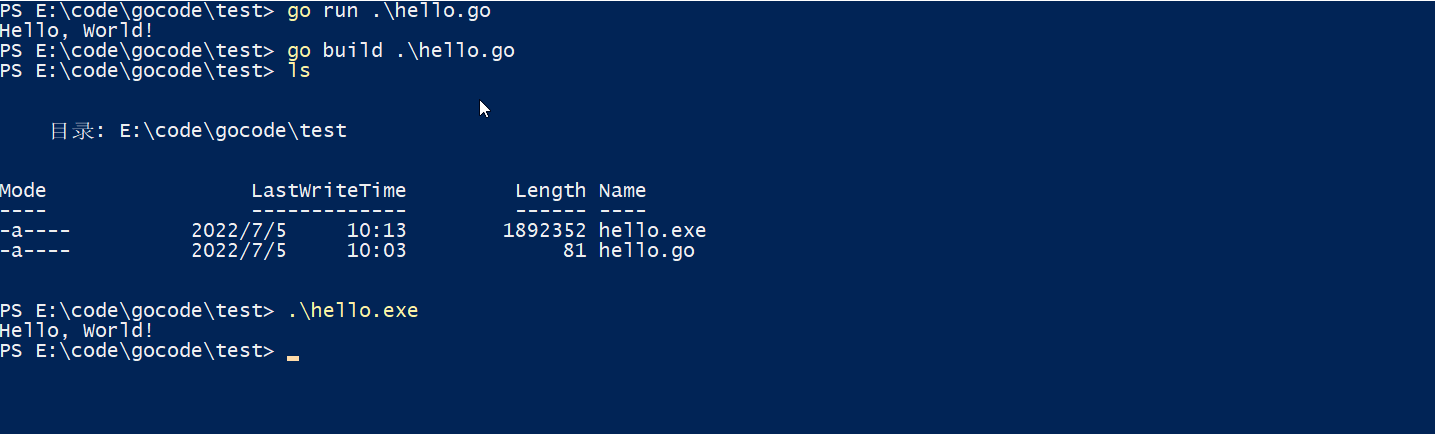 PS E:\code\gocode\test> go run .\hello.go
Hello, World!
PS E:\code\gocode\test> go build .\hello.go
PS E:\code\gocode\test> ls
目录: E:\code\gocode\test
Mode LastWriteTime Length Name
---- ------------- ------ ----
-a---- 2022/7/5 10:13 1892352 hello.exe
-a---- 2022/7/5 10:03 81 hello.go
PS E:\code\gocode\test> .\hello.exe
Hello, World!
PS E:\code\gocode\test>